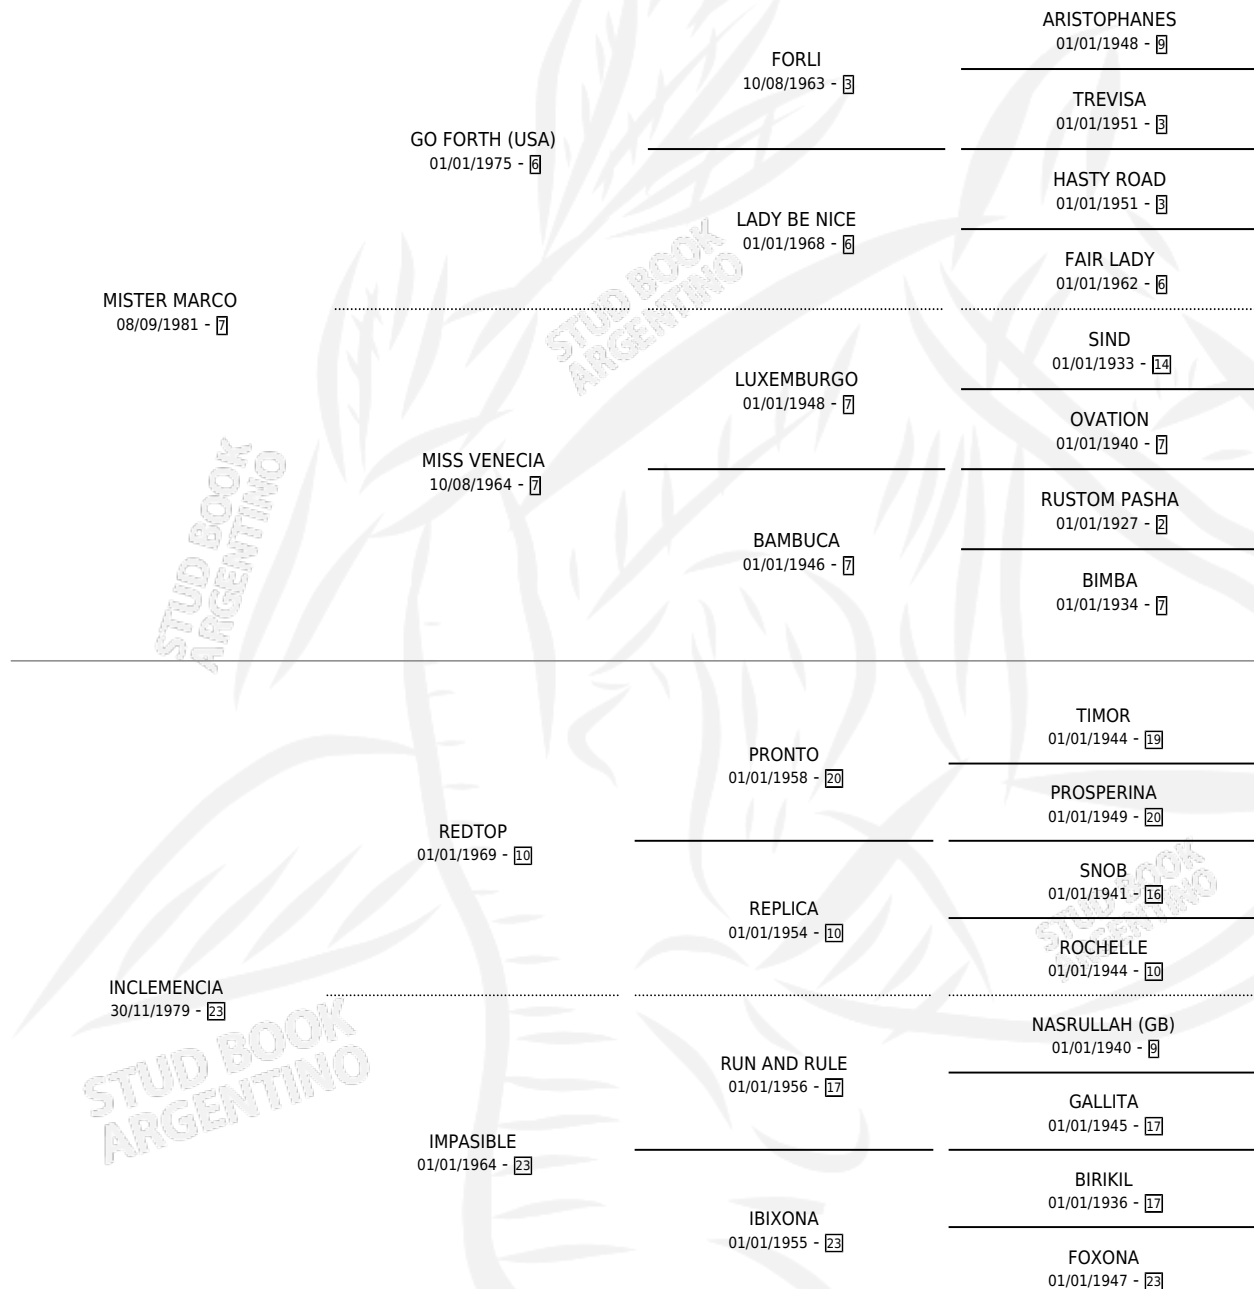 ARISTOPHANES
01/01/1948 - 9
FORLI
10/08/1963 - 3
TREVISA
01/01/1951 - 3
GO FORTH (USA)
01/01/1975 - 6
HASTY ROAD
01/01/1951 - 3
LADY BE NICE
01/01/1968 - 6
FAIR LADY
01/01/1962 - 6
MISTER MARCO
08/09/1981 - 7
STUD BOOK
ARGENTINO
SIND
01/01/1933 - 14
LUXEMBURGO
01/01/1948 - 7
OVATION
01/01/1940 - 7
MISS VENECIA
10/08/1964 - 7
RUSTOM PASHA
01/01/1927 - 2
BAMBUCA
01/01/1946 - 7
BIMBA
01/01/1934 - 7
STUD BOOK
ARGENTINO
TIMOR
01/01/1944 - 19
PRONTO
01/01/1958 - 20
PROSPERINA
01/01/1949 - 20
REDTOP
01/01/1969 - 10
SNOB
01/01/1941 - 16
REPLICA
01/01/1954 - 10
ROCHELLE
01/01/1944 - 10
STUD BOOK
ARGENTINO
INCLEMENCIA
30/11/1979 - 23
NASRULLAH (GB)
01/01/1940 - 9
RUN AND RULE
01/01/1956 - 17
GALLITA
01/01/1945 - 17
STUD BOOK
ARGENTINO
IMPASIBLE
01/01/1964 - 23
BIRIKIL
01/01/1936 - 17
IBIXONA
01/01/1955 - 23
FOXONA
01/01/1947 - 23